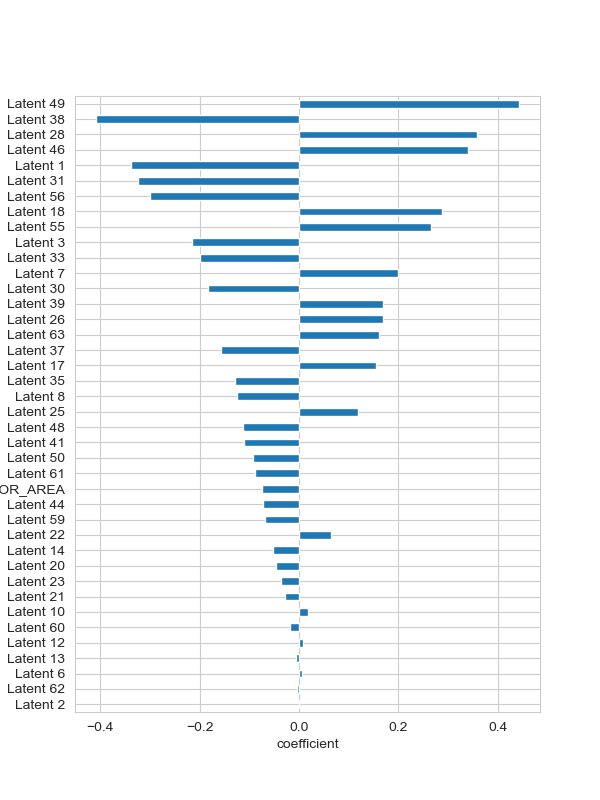 Latent 49
Latent 38
Latent 28
Latent 46
Latent 1
Latent 31
Latent 56
Latent 18
Latent 55
Latent 3
Latent 33
Latent 7
Latent 30
Latent 39
Latent 26
Latent 63
Latent 37
Latent 17
Latent 35
Latent 8
Latent 25
Latent 48
Latent 41
Latent 50
Latent 61
OR_AREA
Latent 44
Latent 59
Latent 22
Latent 14
Latent 20
Latent 23
Latent 21
Latent 10
Latent 60
Latent 12
Latent 13
Latent 6
Latent 62
Latent 2
−0.4 −0.2 0.0 0.2 0.4
coefficient